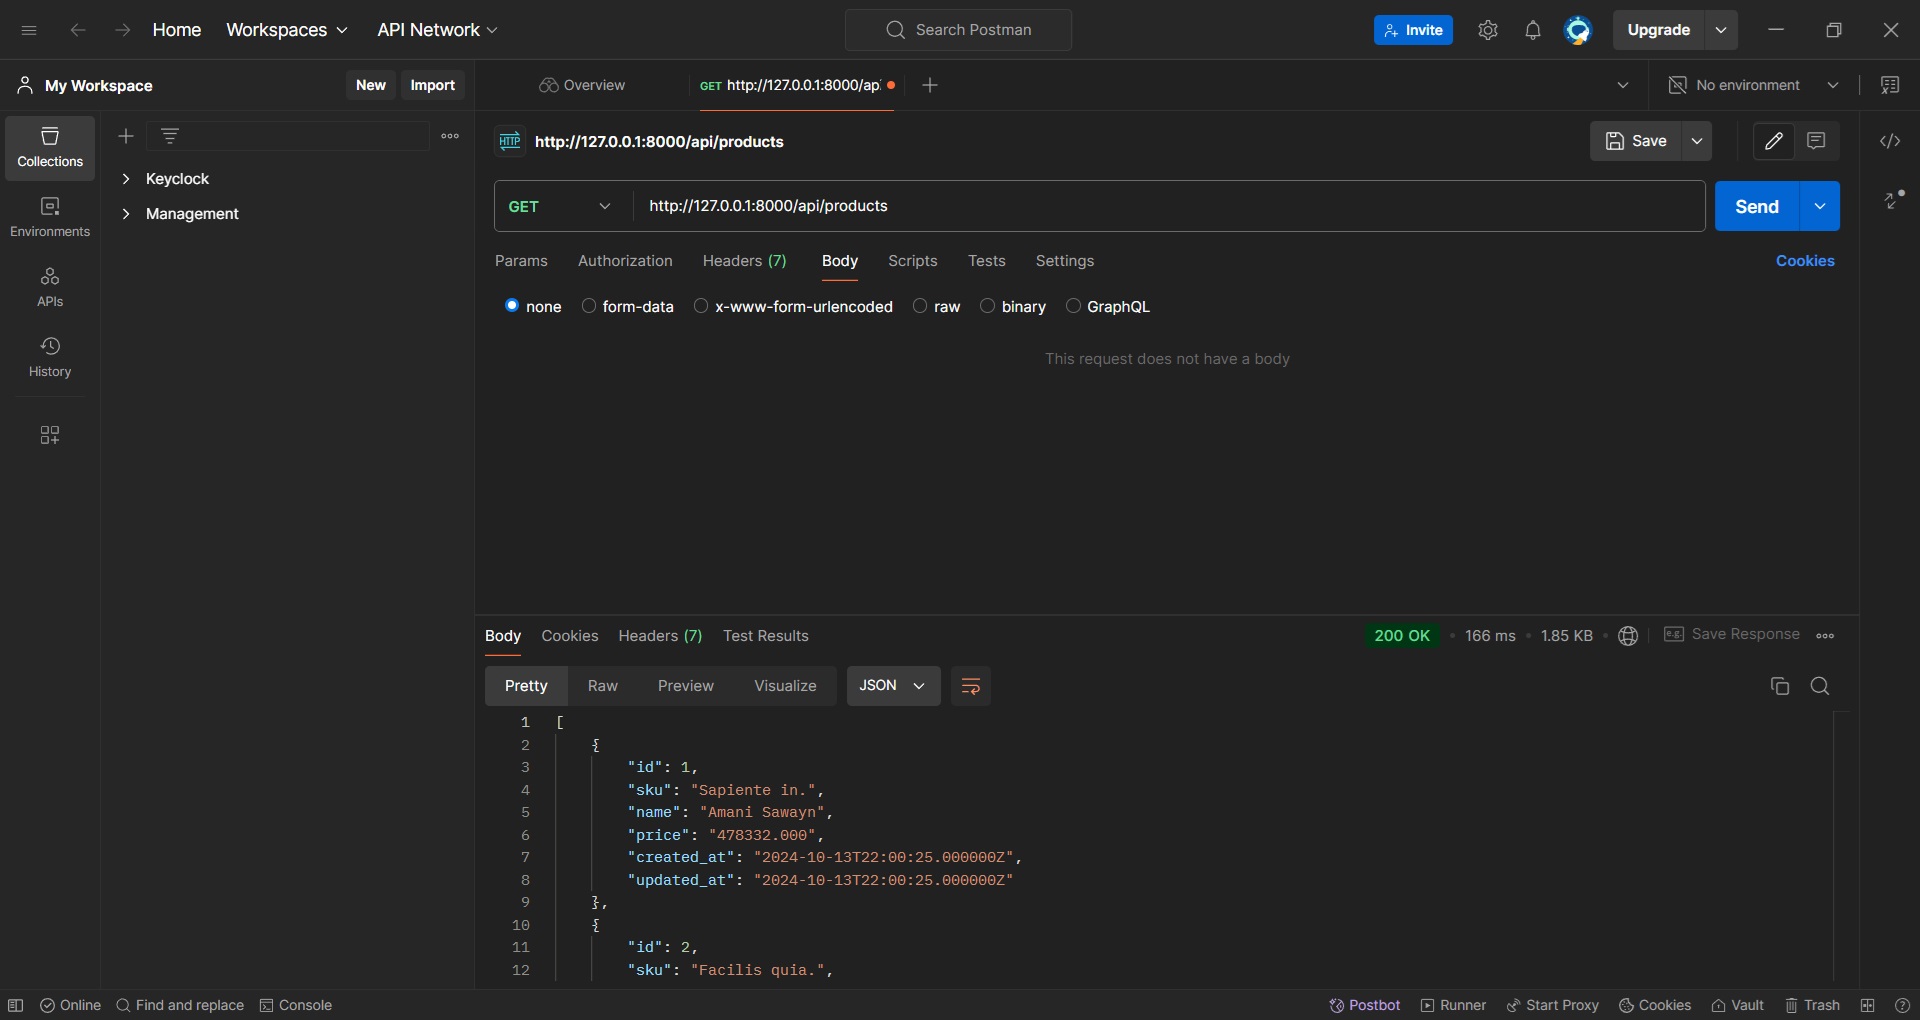 Home Workspaces API Network Search Postman Invite Upgrade
My Workspace New Import Overview GET http://127.0.0.1:8000/ap No environment
Collections
Environments
APIs
History
Keyclock
Management
HTTP http://127.0.0.1:8000/api/products Save
GET http://127.0.0.1:8000/api/products Send
Params Authorization Headers (7) Body Scripts Tests Settings Cookies
none form-data x-www-form-urlencoded raw binary GraphQL
This request does not have a body
Body Cookies Headers (7) Test Results 200 OK • 166 ms • 1.85 KB • e.g. Save Response
Pretty Raw Preview Visualize JSON
1 [
2 {
3 "id": 1,
4 "sku": "Sapiente in.",
5 "name": "Amani Sawayn",
6 "price": "478332.000",
7 "created_at": "2024-10-13T22:00:25.000000Z",
8 "updated_at": "2024-10-13T22:00:25.000000Z"
9 },
10 {
11 "id": 2,
12 "sku": "Facilis quia.",
Online Find and replace Console Postbot Runner Start Proxy Cookies Vault Trash